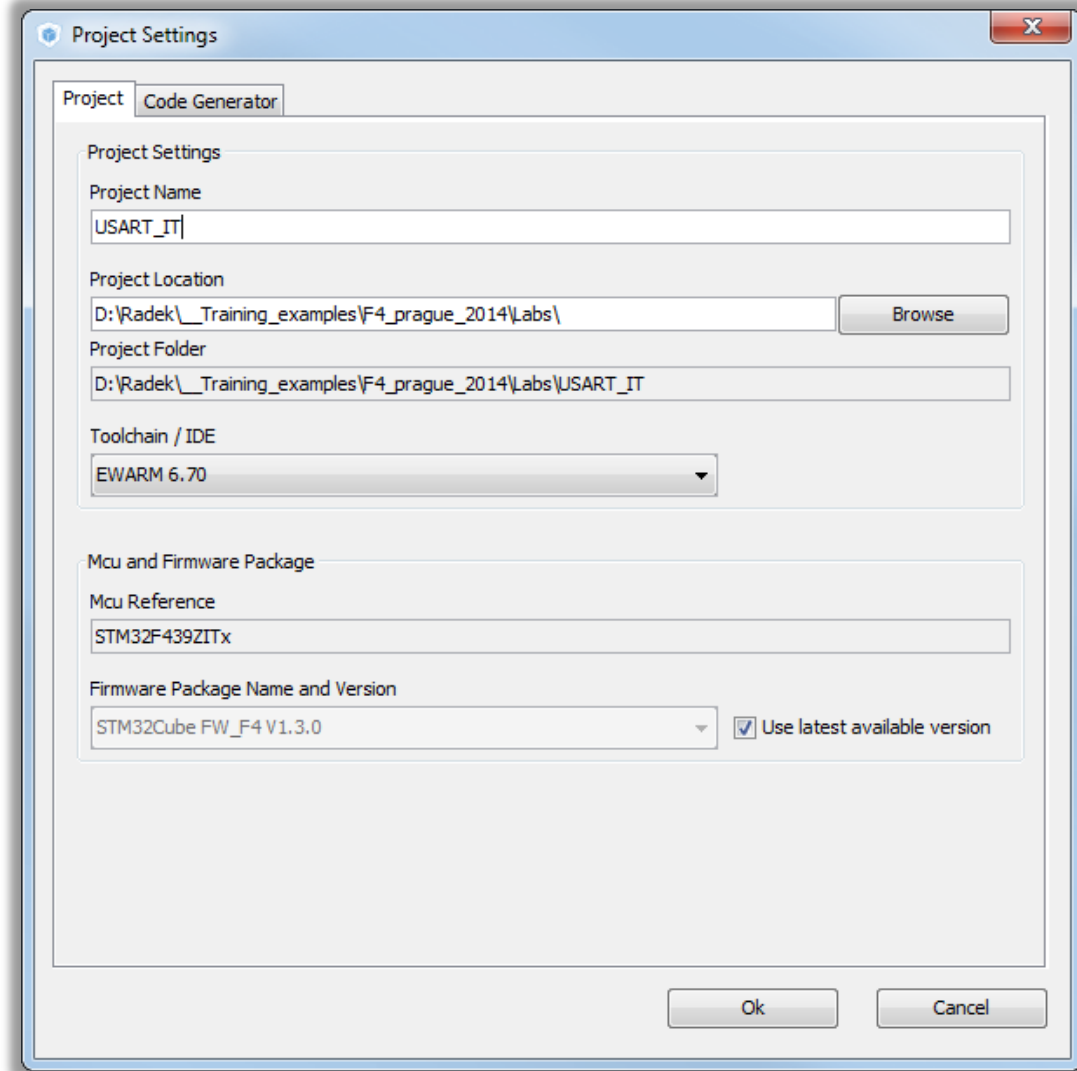 Project Settings
Project
Code Generator
Project Settings
Project Name
USART_IT
Project Location
D:\Radek\__Training_examples\F4_prague_2014\Labs\
Browse
Project Folder
D:\Radek\__Training_examples\F4_prague_2014\Labs\USART_IT
Toolchain / IDE
EWARM 6.70
Mcu and Firmware Package
Mcu Reference
STM32F439ZITx
Firmware Package Name and Version
STM32Cube FW_F4 V1.3.0
Use latest available version
Ok
Cancel